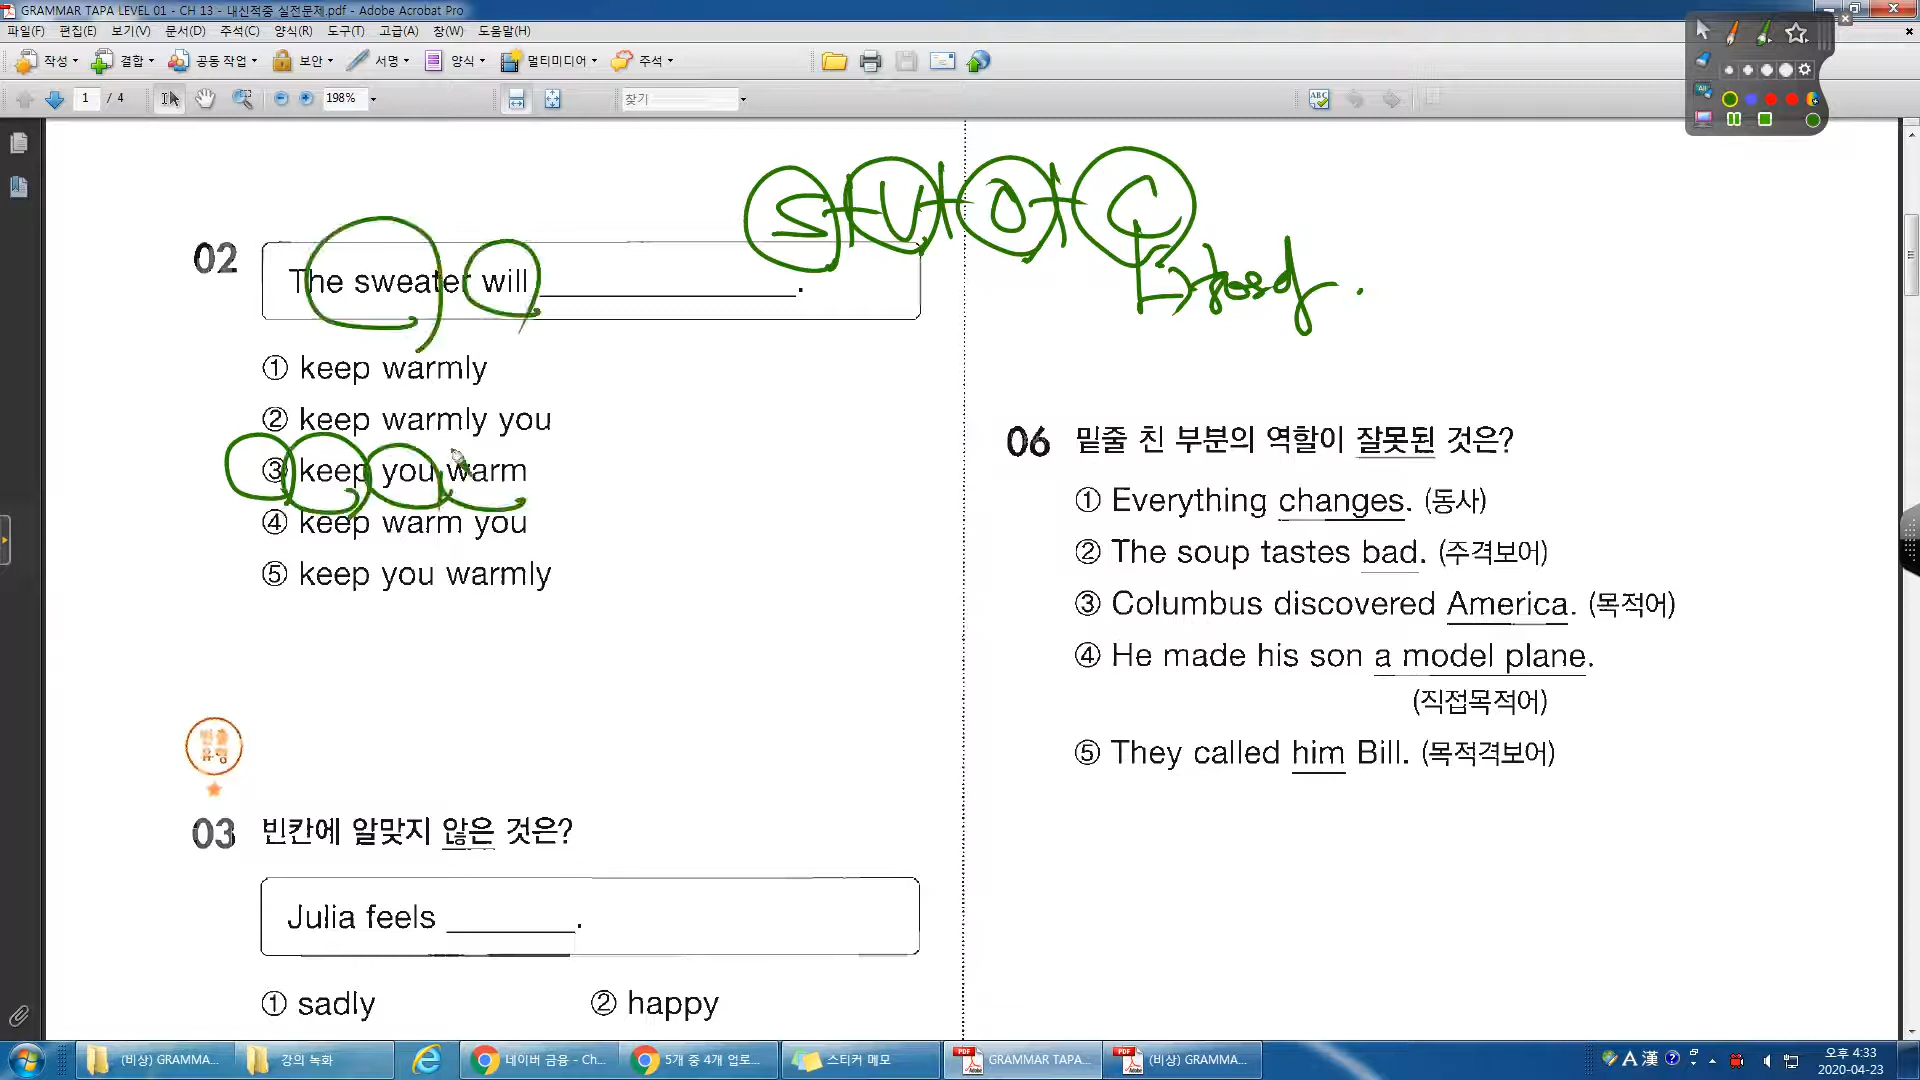 GRAMMAR TAPA LEVEL 01 - CH 13 - 내신적중 실전문제.pdf - Adobe Acrobat Pro
파일(F) 편집(E) 보기(V) 문서(D) 주석(C) 양식(R) 도구(T) 고급(A) 창(W) 도움말(H)
작성 결합 공동 작업 보안 서명 양식 멀티미디어 주석
1 / 4 198% 찾기
S+V+O+C
02
The sweater will ____________.
① keep warmly
② keep warmly you
③ keep you warm
④ keep warm you
⑤ keep you warmly
빈출
유형
03 빈칸에 알맞지 않은 것은?
Julia feels ________.
① sadly ② happy
06 밑줄 친 부분의 역할이 잘못된 것은?
① Everything changes. (동사)
② The soup tastes bad. (주격보어)
③ Columbus discovered America. (목적어)
④ He made his son a model plane.
(직접목적어)
⑤ They called him Bill. (목적격보어)
(비상) GRAMMA... 강의 녹화 네이버 금융 - Ch... 5개 중 4개 업로... 스티커 메모 GRAMMAR TAPA... (비상) GRAMMA...
A 漢
오후 4:33
2020-04-23